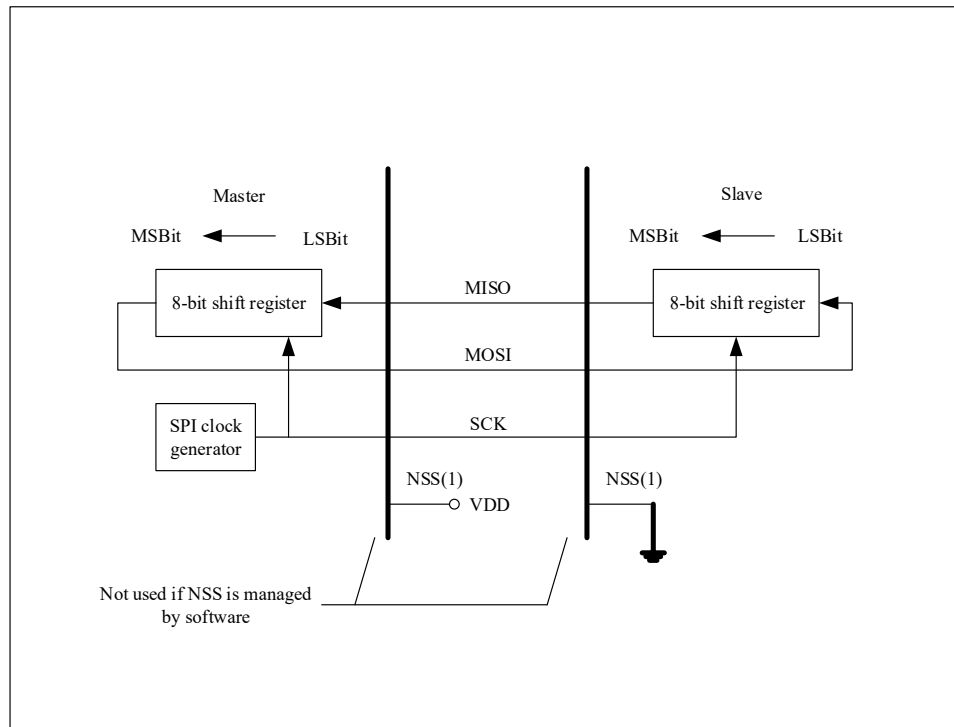 Master
Slave
MSBit
LSBit
MSBit
LSBit
8-bit shift register
MISO
8-bit shift register
MOSI
SPI clock
generator
SCK
NSS(1)
NSS(1)
VDD
Not used if NSS is managed
by software